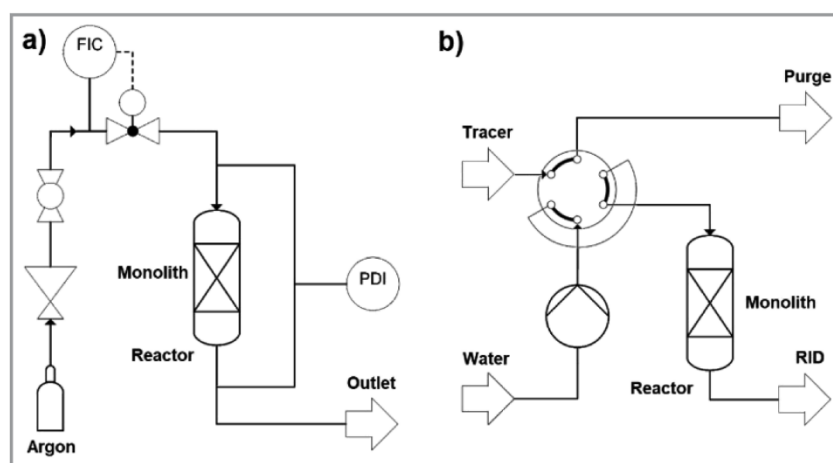 a)
FIC
Monolith
PDI
Reactor
Outlet
Argon
b)
Purge
Tracer
Monolith
Water
Reactor
RID